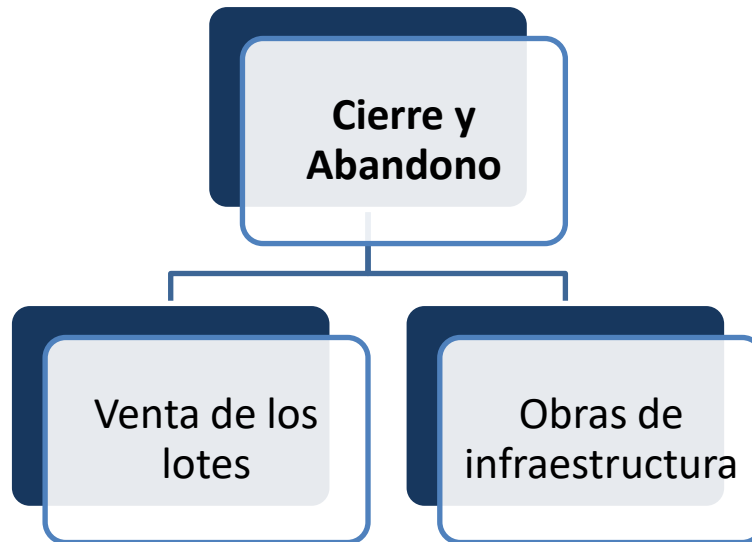 Cierre y
Abandono
Venta de los
lotes
Obras de
infraestructura